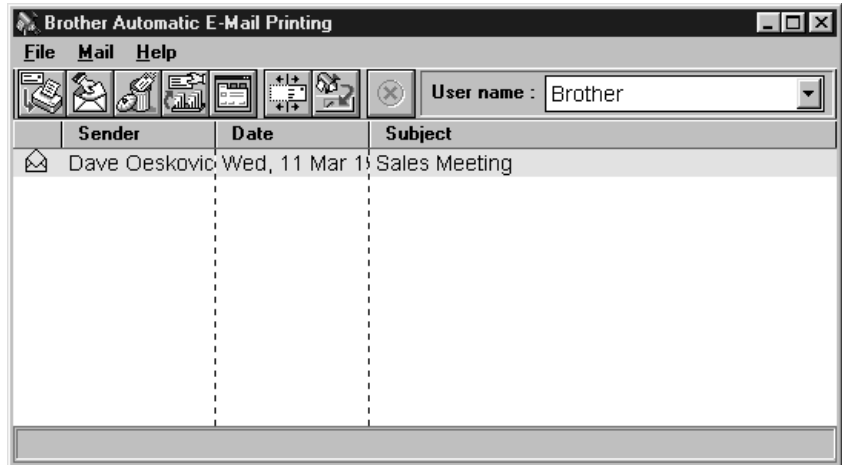 Brother Automatic E-Mail Printing
File Mail Help
User name : Brother
Sender Date Subject
Dave Oeskovic Wed, 11 Mar 19 Sales Meeting